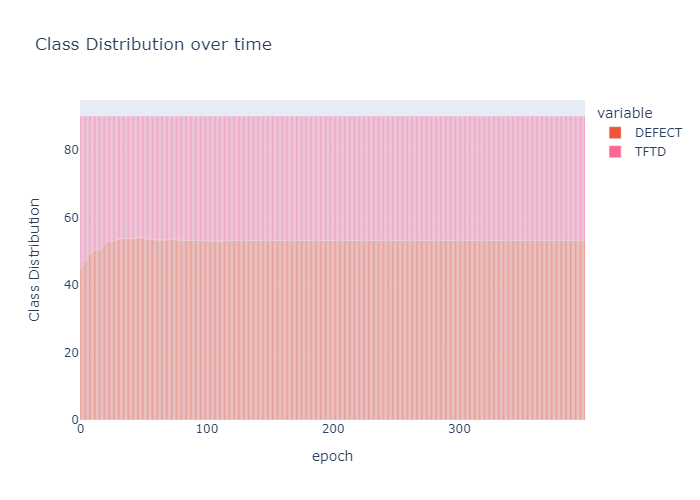 Class Distribution over time
variable
DEFECT
TFTD
Class Distribution
80
60
40
20
0
0 100 200 300
epoch